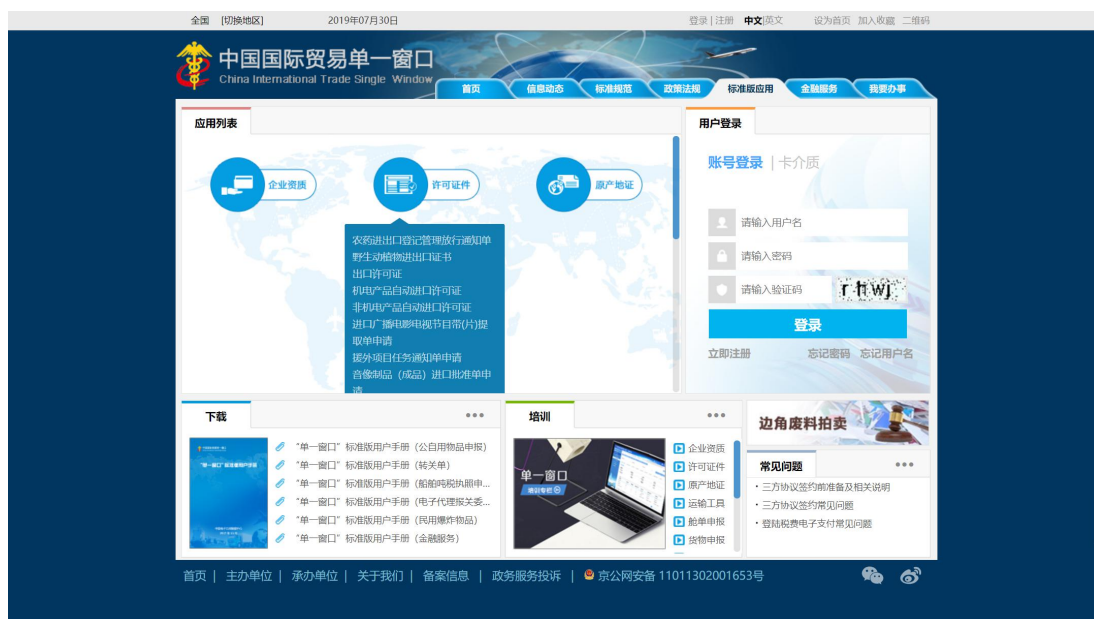 全国 [切换地区] 2019年07月30日 登录|注册 中文|英文 设为首页 加入收藏 二维码
中国国际贸易单一窗口
China International Trade Single Window
首页 信息动态 标准规范 政策法规 标准版应用 金融服务 我要办事
应用列表
企业资质 许可证件 原产地证
农药进出口登记管理放行通知单
野生动植物进出口证书
出口许可证
机电产品自动进口许可证
非机电产品自动进口许可证
进口广播电影电视节目带(片)提
取单申请
援外项目任务通知单申请
音像制品（成品）进口批准单申
请
用户登录
账号登录 | 卡介质
请输入用户名
请输入密码
请输入验证码
登录
立即注册 忘记密码 忘记用户名
下载
“单一窗口”标准版用户手册（公自用物品申报）
“单一窗口”标准版用户手册（转关单）
“单一窗口”标准版用户手册（船舶吨税执照申...
“单一窗口”标准版用户手册（电子代理报关委...
“单一窗口”标准版用户手册（民用爆炸物品）
“单一窗口”标准版用户手册（金融服务）
培训
单一窗口
培训专栏
企业资质
许可证件
原产地证
运输工具
舱单申报
货物申报
边角废料拍卖
常见问题
· 三方协议签约前准备及相关说明
· 三方协议签约常见问题
· 登陆税费电子支付常见问题
首页 | 主办单位 | 承办单位 | 关于我们 | 备案信息 | 政务服务投诉 | 京公网安备 11011302001653号